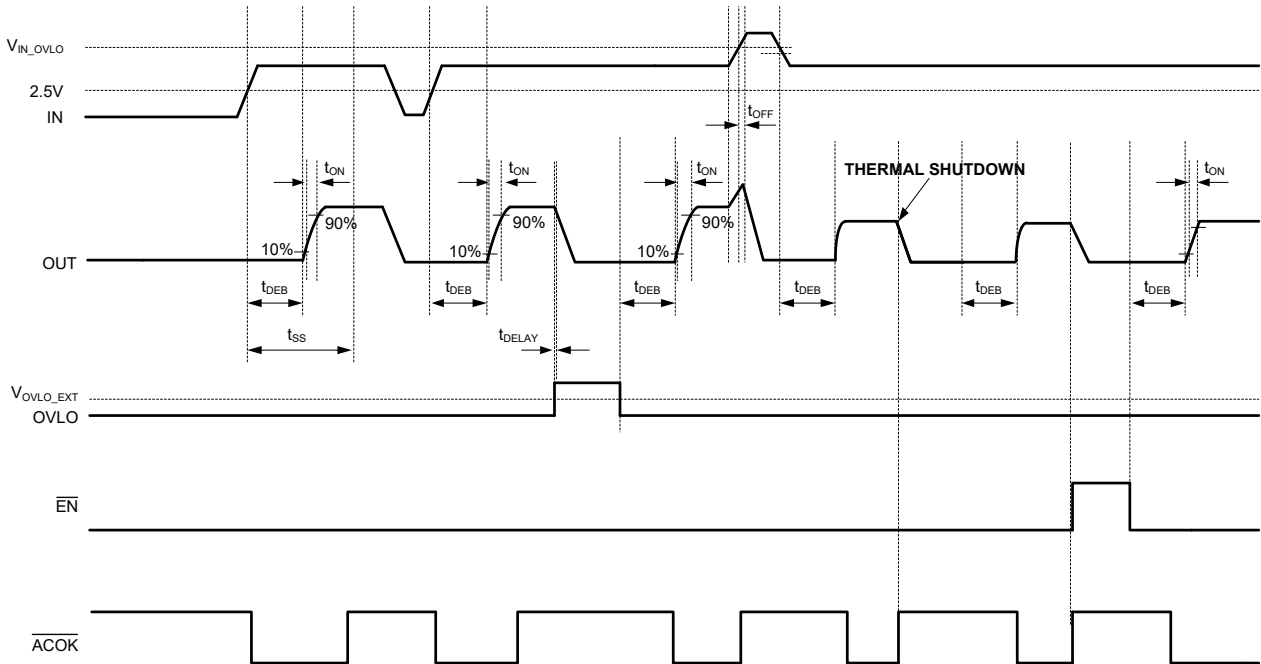 V_IN_OVLO
2.5V
IN
t_OFF
t_ON
t_ON
t_ON
THERMAL SHUTDOWN
t_ON
90%
90%
90%
10%
10%
10%
OUT
t_DEB
t_DEB
t_DEB
t_DEB
t_DEB
t_DEB
t_SS
t_DELAY
V_OVLO_EXT
OVLO
EN
ACOK